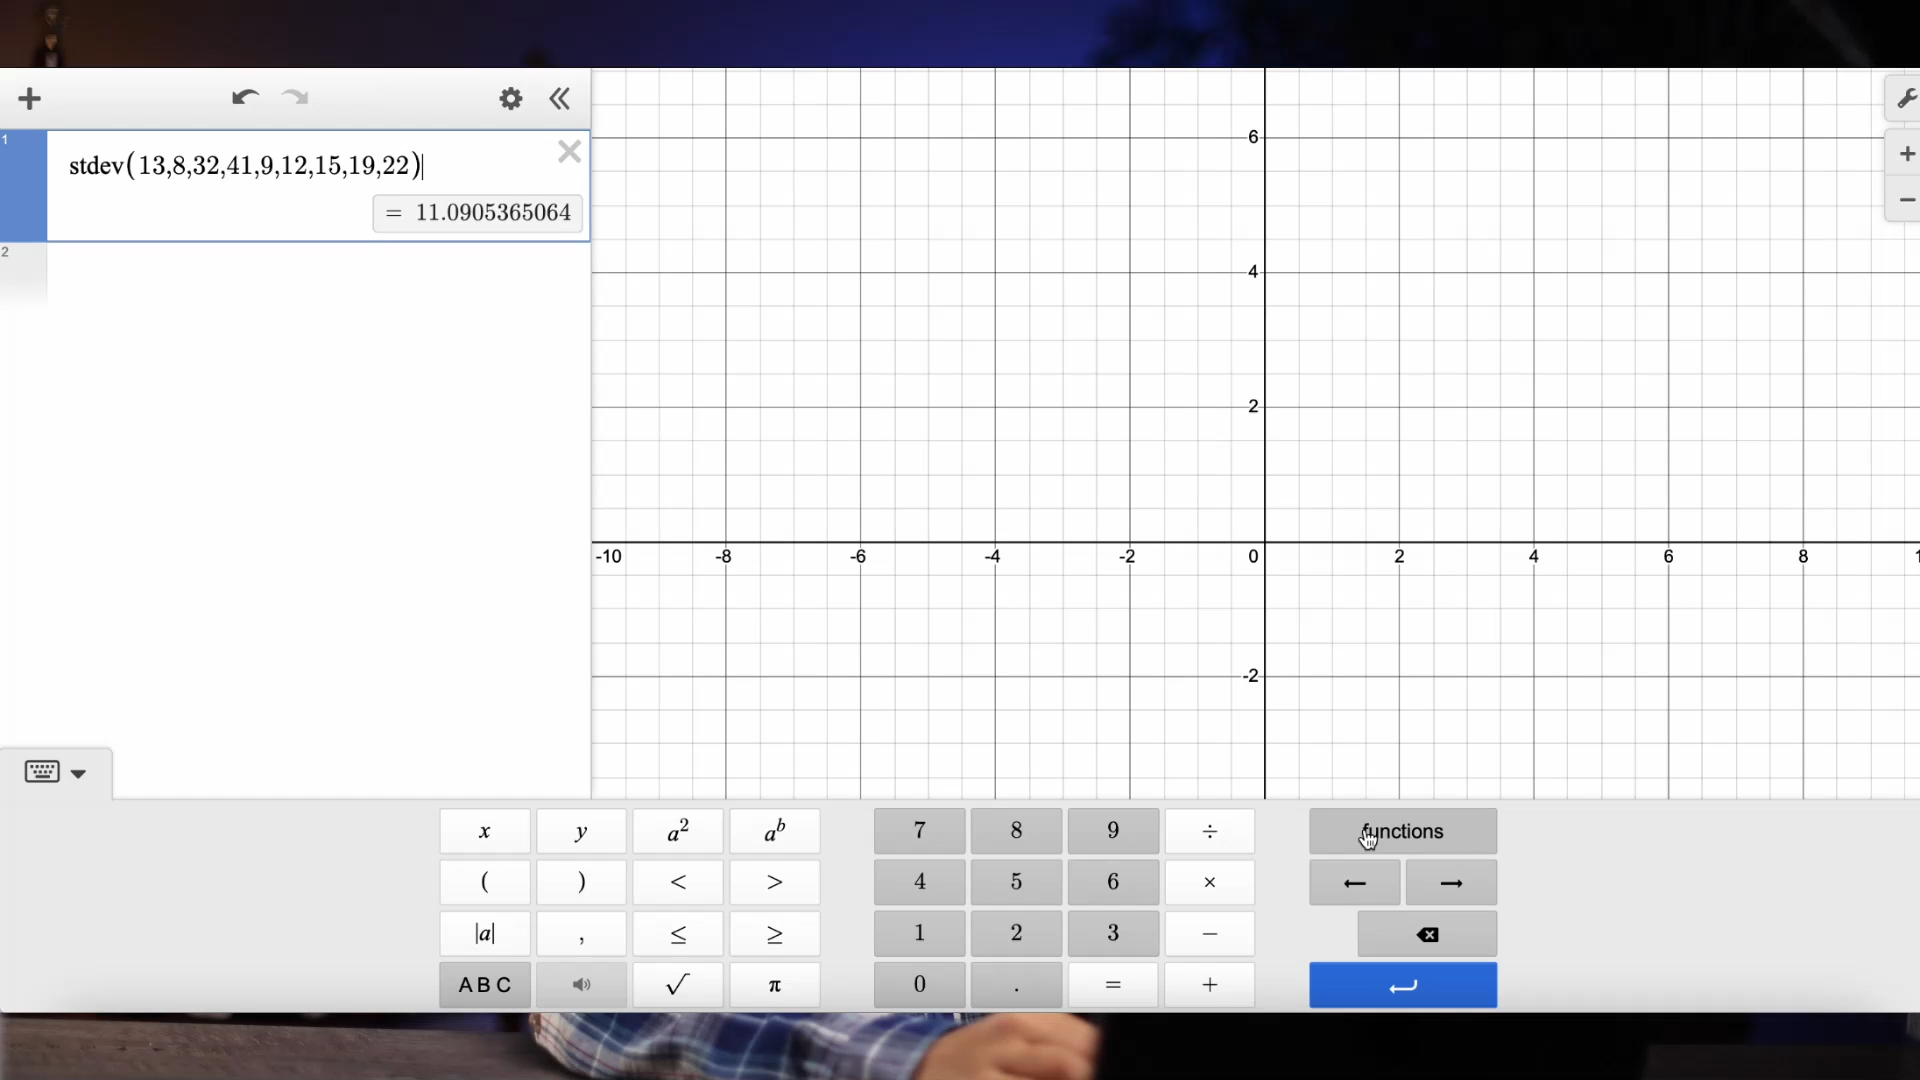 1
stdev(13,8,32,41,9,12,15,19,22)
= 11.0905365064
2
6
4
2
-10 -8 -6 -4 -2 0 2 4 6 8 1
-2
x y a² aᵇ 7 8 9 ÷ functions
( ) < > 4 5 6 × ← →
|a| , ≤ ≥ 1 2 3 −
A B C √ π 0 . = +